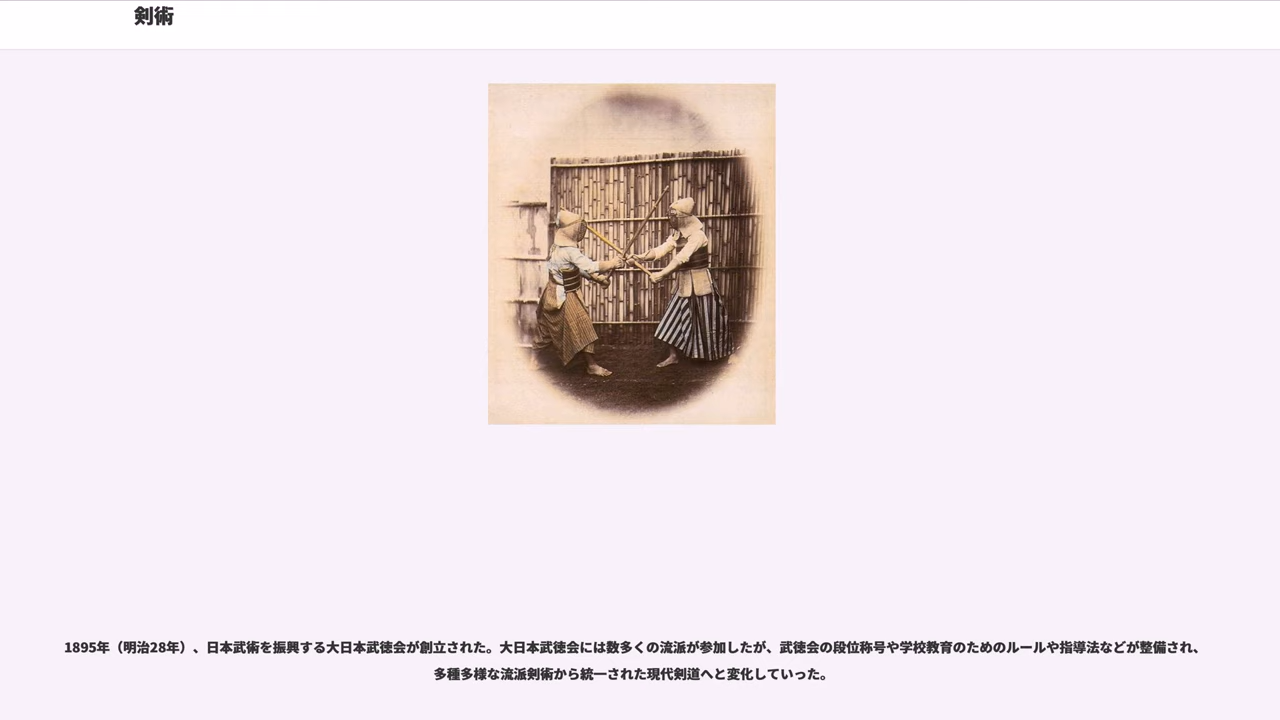 剣術
1895年（明治28年）、日本武術を振興する大日本武徳会が創立された。大日本武徳会には数多くの流派が参加したが、武徳会の段位称号や学校教育のためのルールや指導法などが整備され、
多種多様な流派剣術から統一された現代剣道へと変化していった。